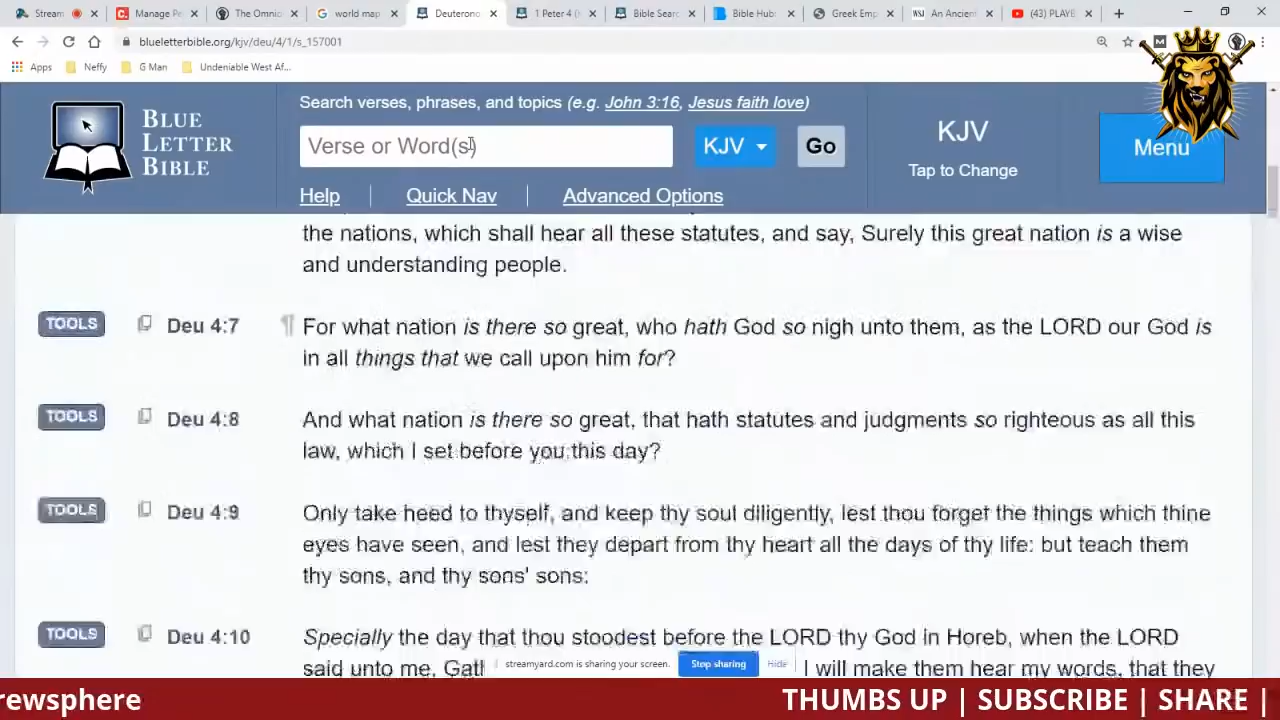 Stream
Manage Pe
The Omnic
world map
Deuterono
1 Peter 4 (K
Bible Sear
Bible Hub:
Greek Emp
WSJ An Ancien
(43) PLAYE
blueletterbible.org/kjv/deu/4/1/s_157001
Apps
Neffy
G Man
Undeniable West Af...
BLUE
LETTER
BIBLE
Search verses, phrases, and topics (e.g. John 3:16, Jesus faith love)
Verse or Word(s)
KJV
Go
Help
Quick Nav
Advanced Options
KJV
Tap to Change
Menu
the nations, which shall hear all these statutes, and say, Surely this great nation is a wise
and understanding people.
TOOLS Deu 4:7 ¶ For what nation is there so great, who hath God so nigh unto them, as the LORD our God is
in all things that we call upon him for?
TOOLS Deu 4:8 And what nation is there so great, that hath statutes and judgments so righteous as all this
law, which I set before you this day?
TOOLS Deu 4:9 Only take heed to thyself, and keep thy soul diligently, lest thou forget the things which thine
eyes have seen, and lest they depart from thy heart all the days of thy life: but teach them
thy sons, and thy sons' sons:
TOOLS Deu 4:10 Specially the day that thou stoodest before the LORD thy God in Horeb, when the LORD
said unto me, Gath I will make them hear my words, that they
streamyard.com is sharing your screen. Stop sharing Hide
rewsphere THUMBS UP | SUBSCRIBE | SHARE |